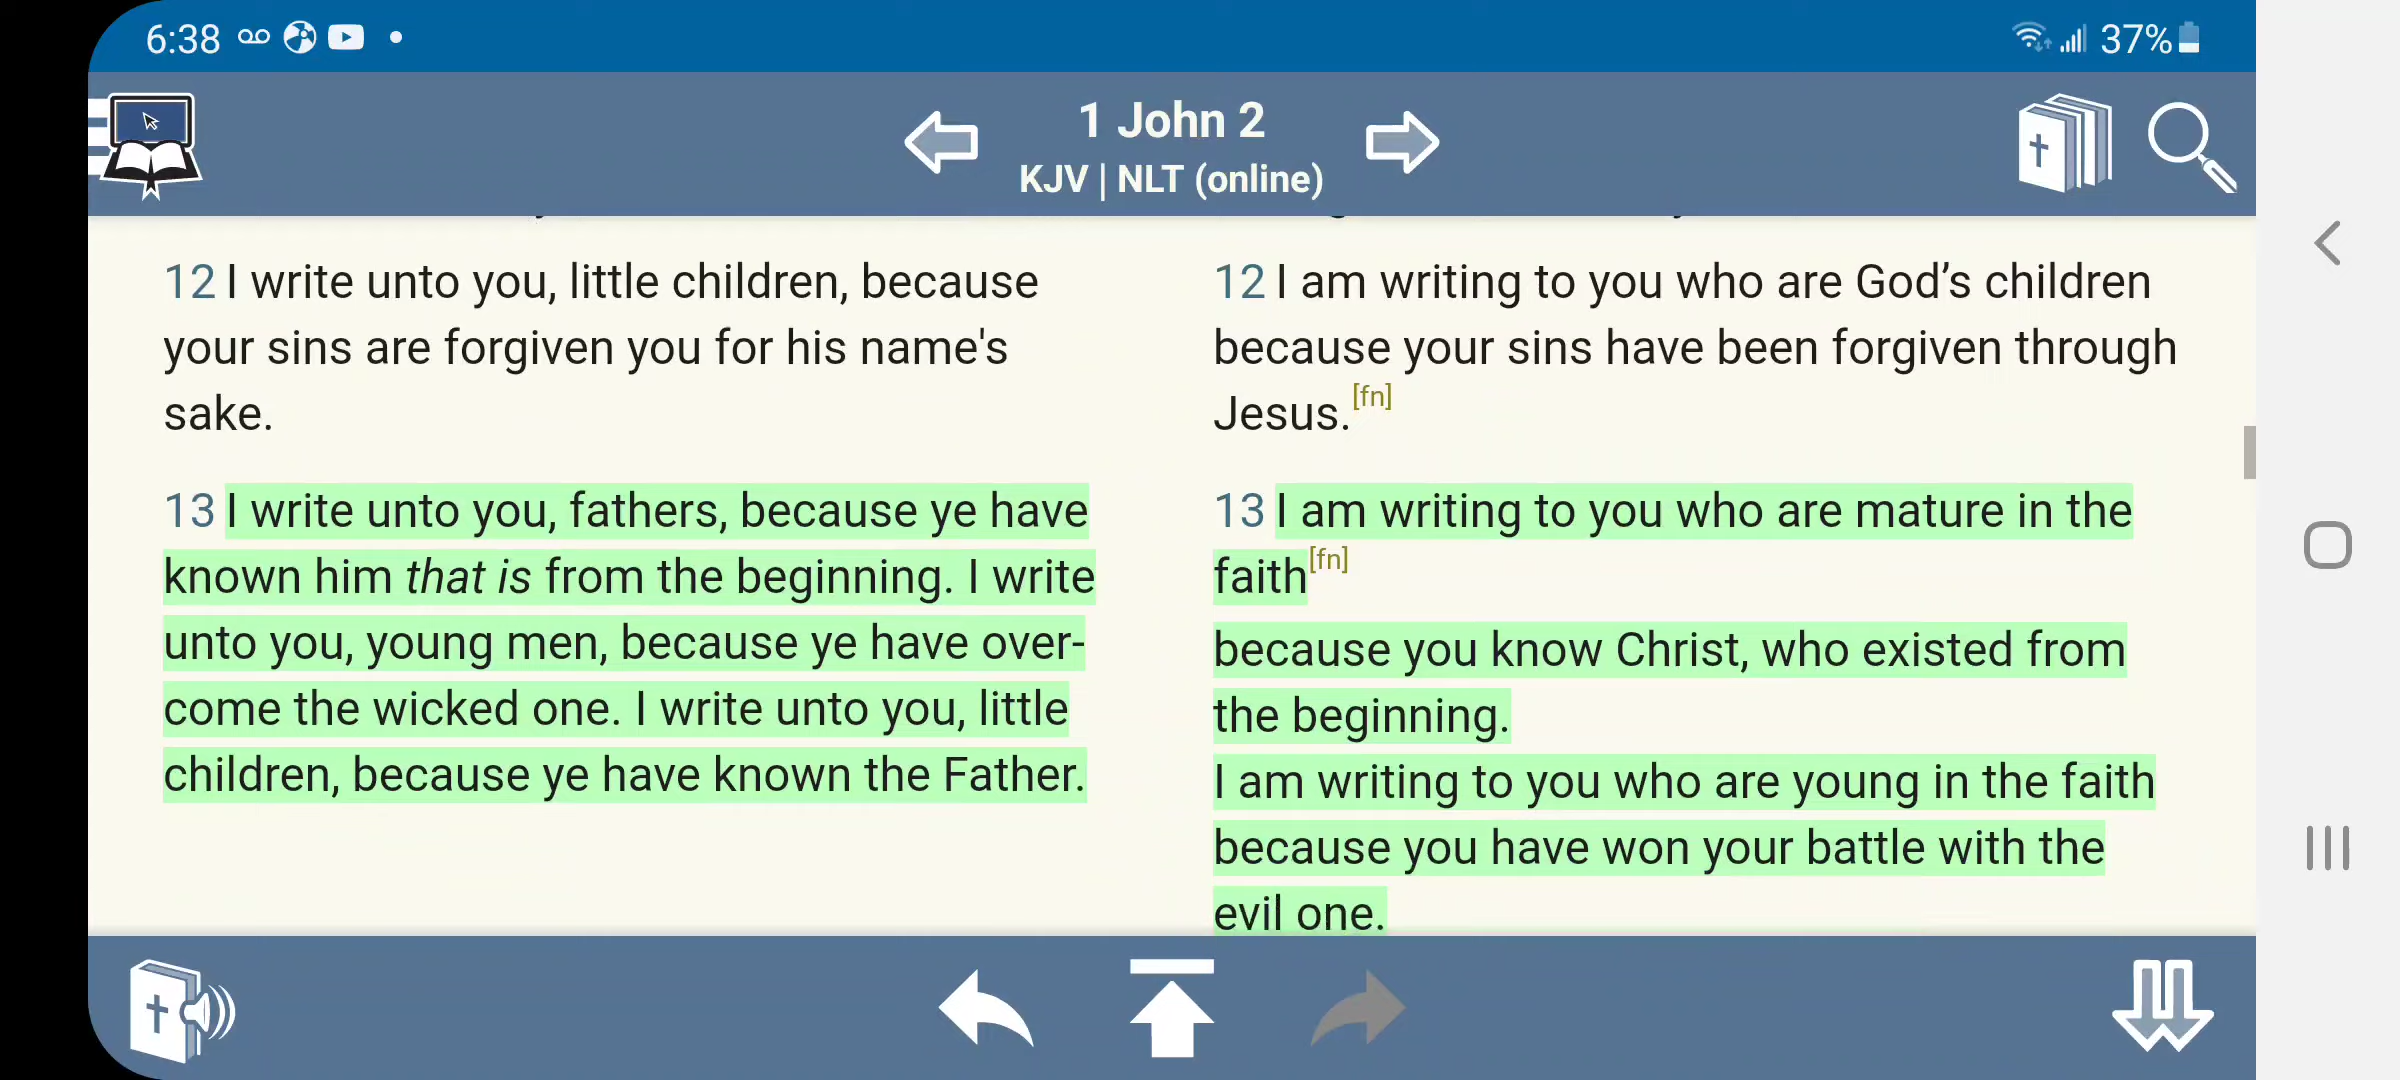 6:38
37%
1 John 2
KJV | NLT (online)
12 I write unto you, little children, because
your sins are forgiven you for his name's
sake.
13 I write unto you, fathers, because ye have
known him that is from the beginning. I write
unto you, young men, because ye have over-
come the wicked one. I write unto you, little
children, because ye have known the Father.
12 I am writing to you who are God’s children
because your sins have been forgiven through
Jesus.[fn]
13 I am writing to you who are mature in the
faith[fn]
because you know Christ, who existed from
the beginning.
I am writing to you who are young in the faith
because you have won your battle with the
evil one.